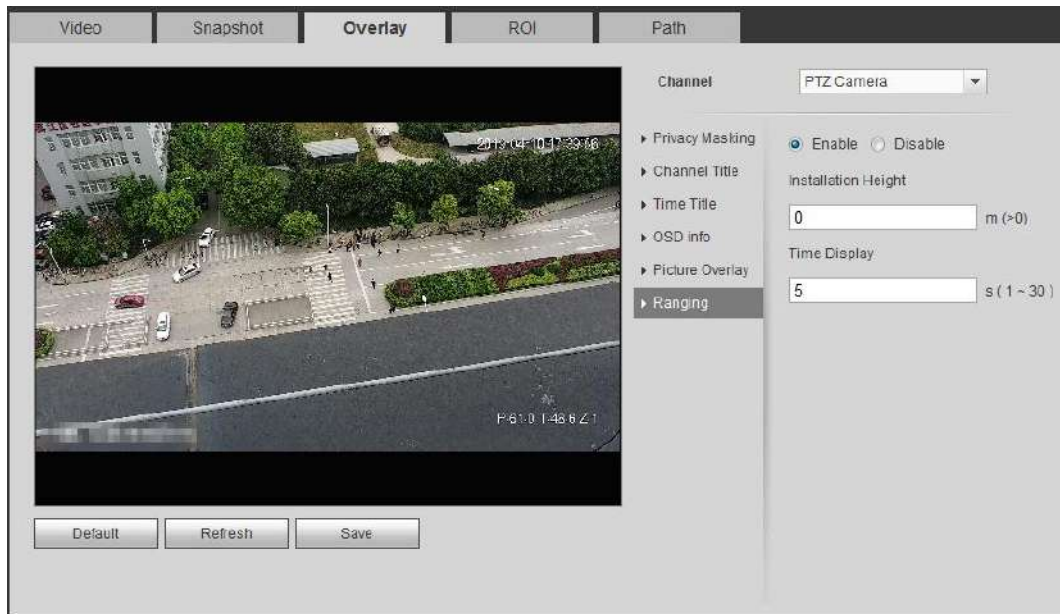 Video Snapshot Overlay ROI Path
Channel PTZ Camera
Privacy Masking
Channel Title
Time Title
OSD info
Picture Overlay
Ranging
Enable Disable
Installation Height
0 m (>0)
Time Display
5 s ( 1 ~ 30 )
Default Refresh Save